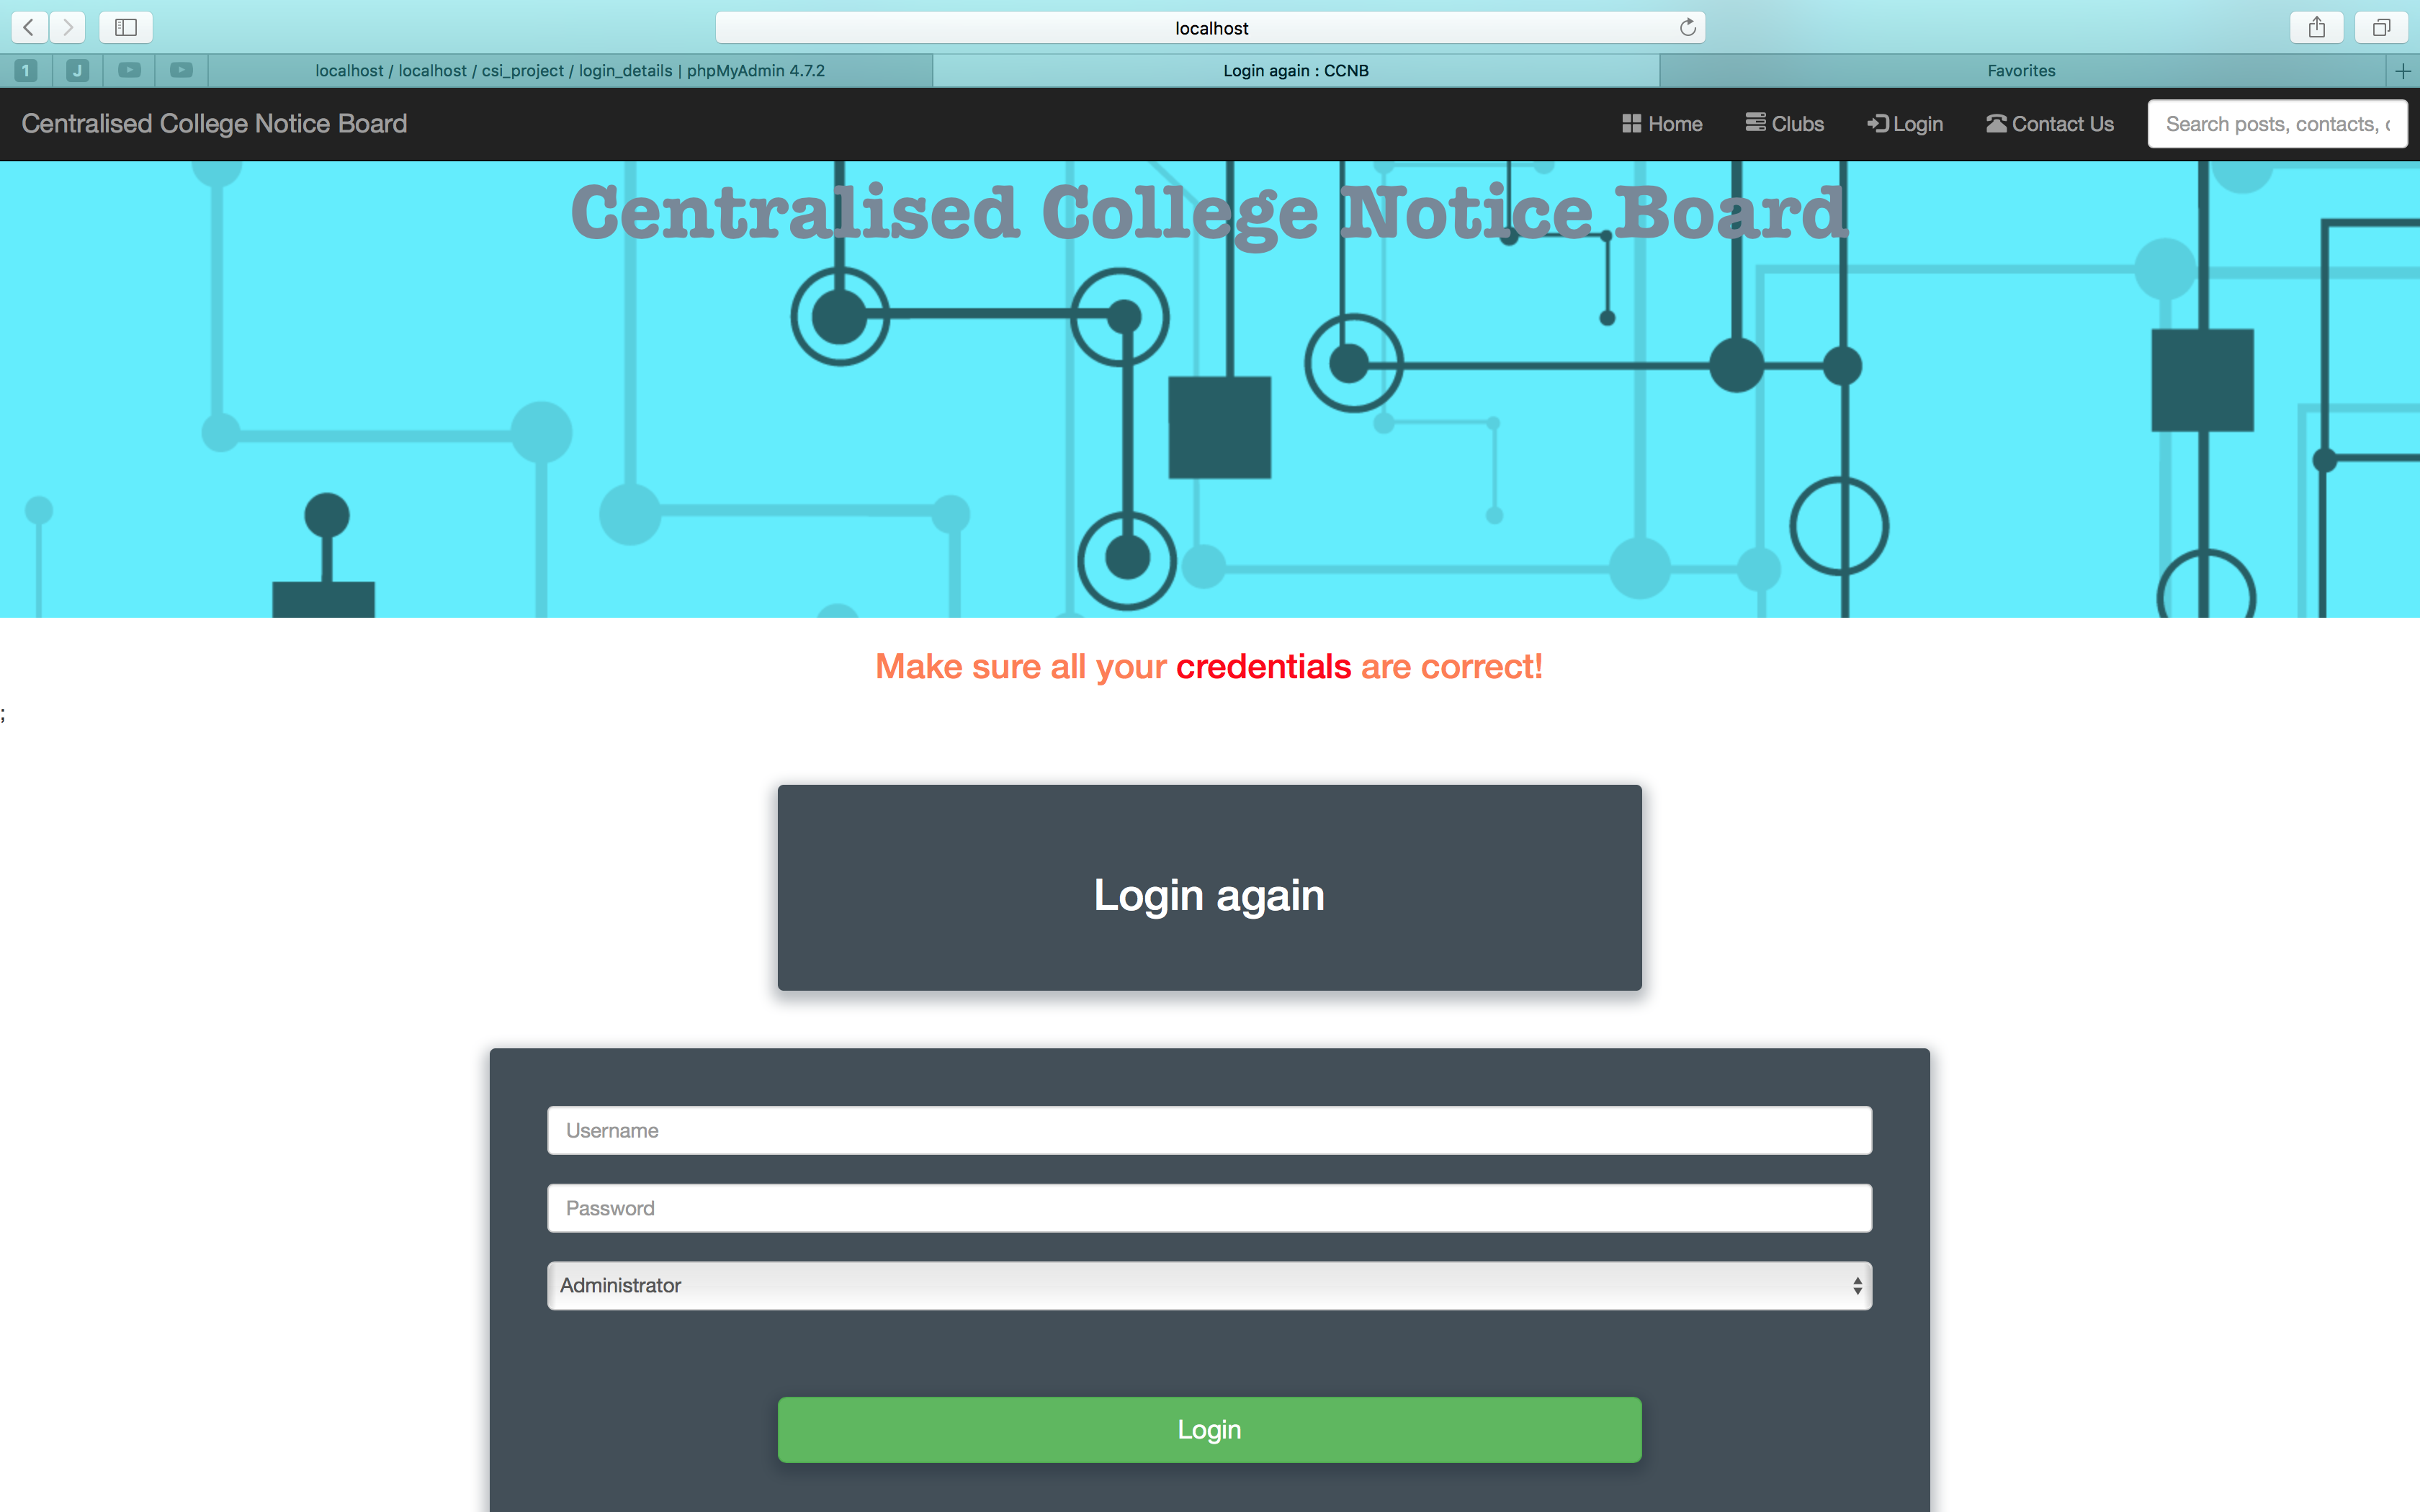 localhost
1 J localhost / localhost / csi_project / login_details | phpMyAdmin 4.7.2 Login again : CCNB Favorites
Centralised College Notice Board Home Clubs Login Contact Us Search posts, contacts,
Centralised College Notice Board
Make sure all your credentials are correct!
;
Login again
Username
Password
Administrator
Login